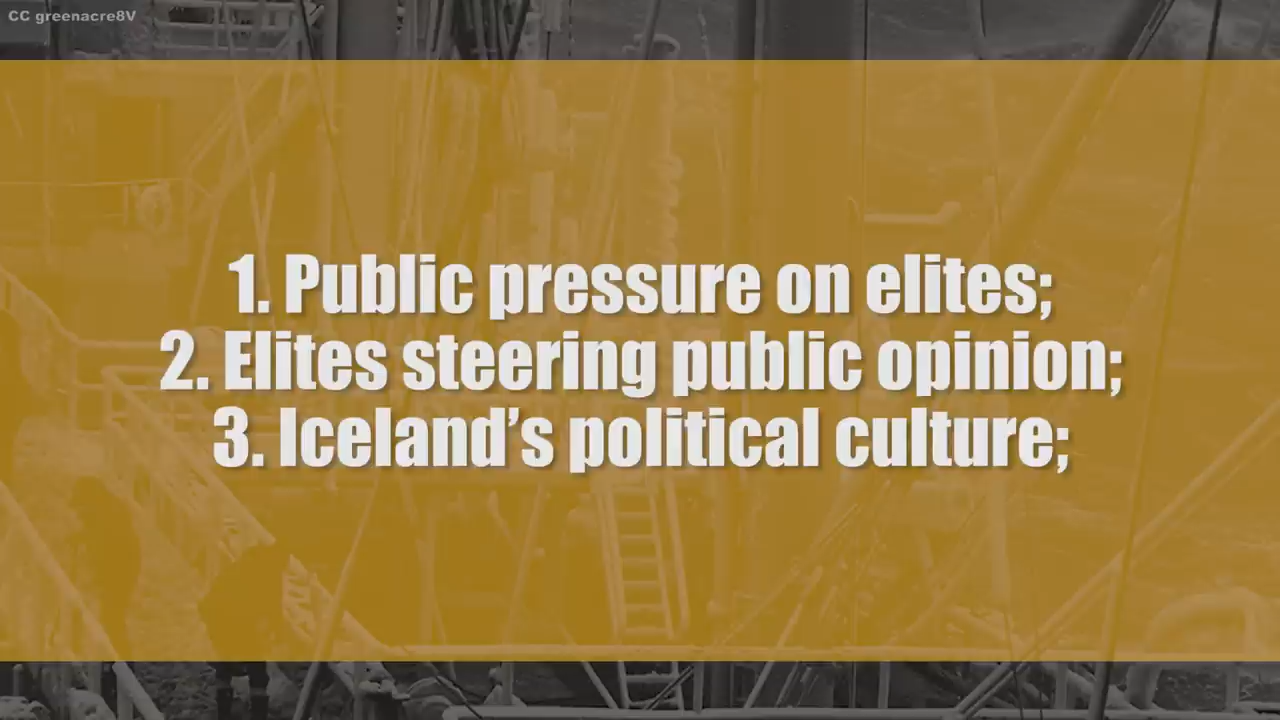 CC greenacre8V
1. Public pressure on elites;
2. Elites steering public opinion;
3. Iceland’s political culture;